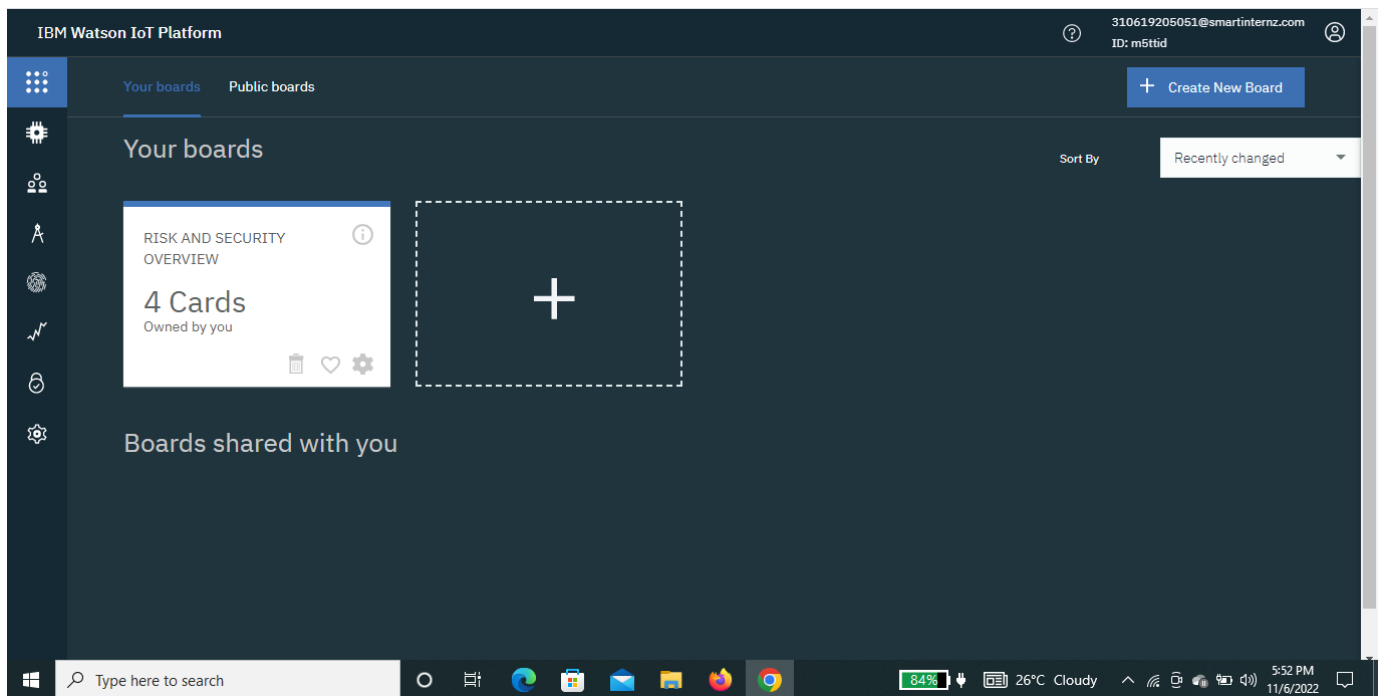 IBM Watson IoT Platform
310619205051@smartinternz.com
ID: m5ttid
Your boards
Public boards
Create New Board
Your boards
Sort By
Recently changed
RISK AND SECURITY
OVERVIEW
4 Cards
Owned by you
Boards shared with you
Type here to search
84%
26°C Cloudy
5:52 PM
11/6/2022